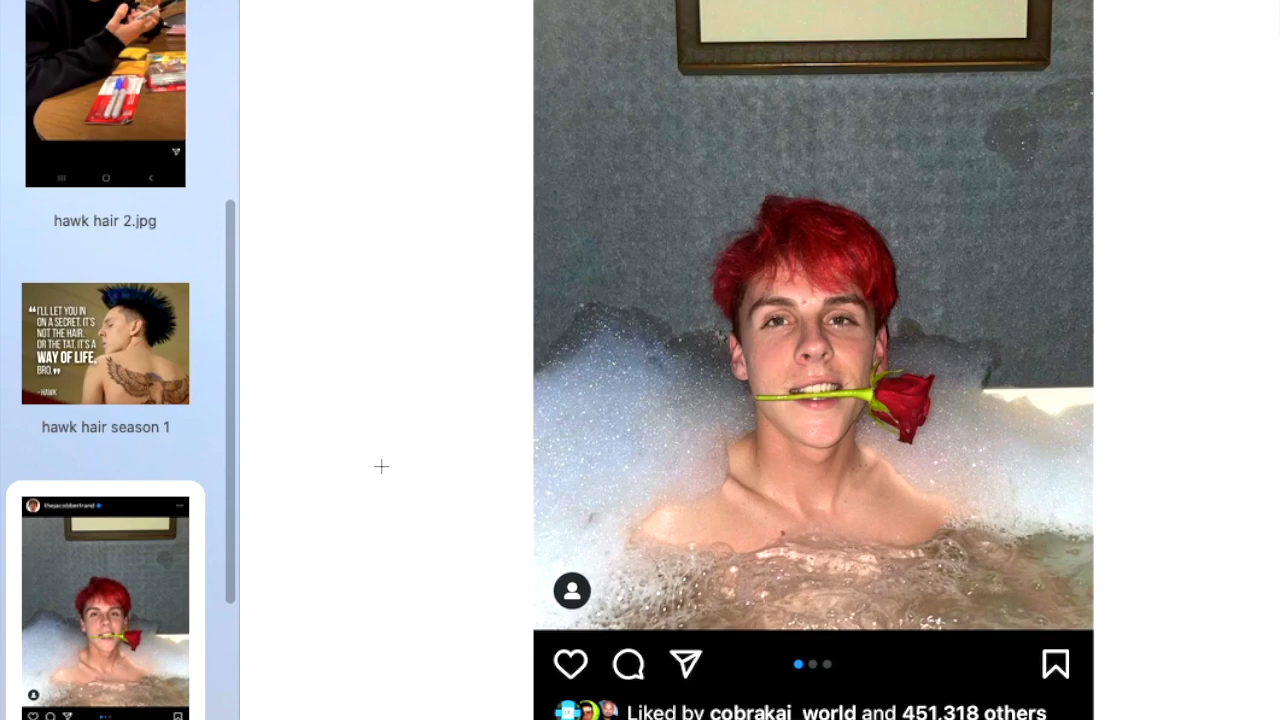 hawk hair 2.jpg
“I'LL LET YOU IN
ON A SECRET. IT'S
NOT THE HAIR.
OR THE TAT. IT'S A
WAY OF LIFE,
BRO.”
- HAWK
hawk hair season 1
thejacobbertrand
Liked by cobrakai_world and 451,318 others